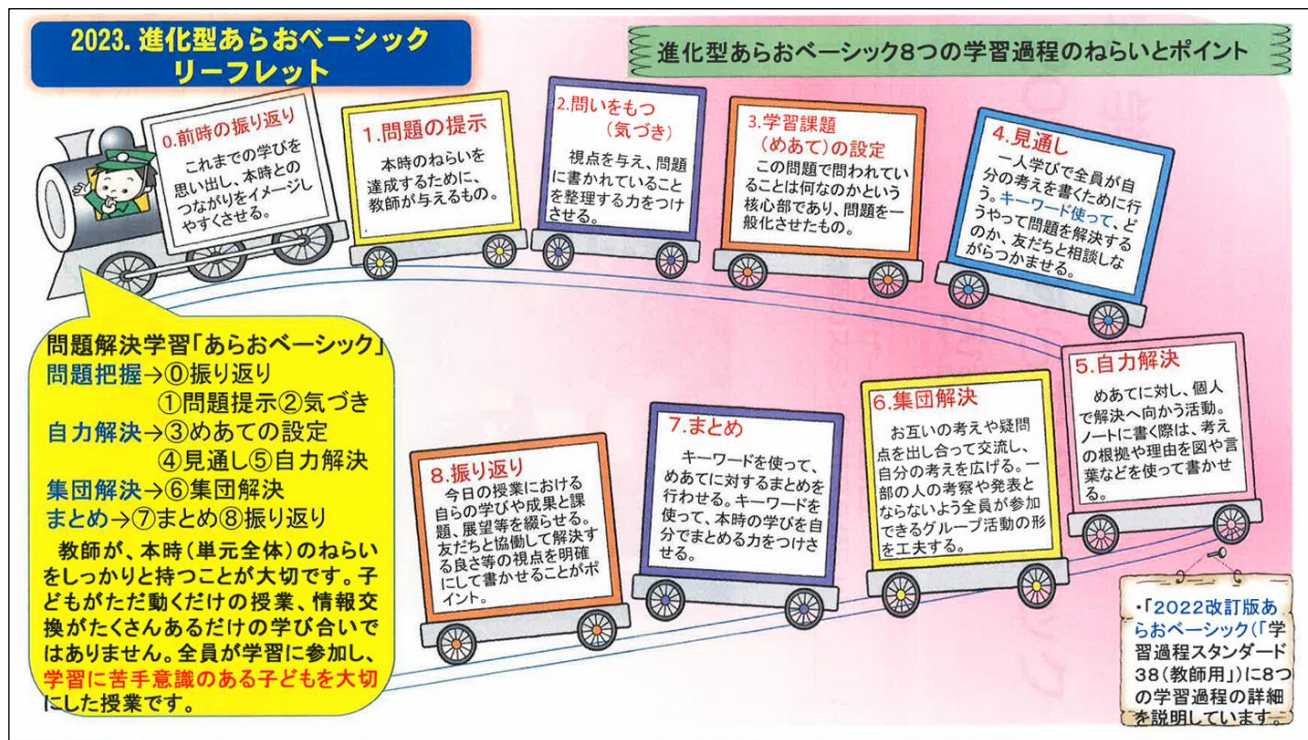 2023.進化型あらおベーシック
リーフレット
進化型あらおベーシック8つの学習過程のねらいとポイント
0.前時の振り返り
これまでの学びを
思い出し、本時との
つながりをイメージし
やすくさせる。
1.問題の提示
本時のねらいを
達成するために、
教師が与えるもの。
2.問いをもつ
(気づき)
視点を与え、問題
に書かれていること
を整理する力をつけ
させる。
3.学習課題
(めあて)の設定
この問題で問われてい
ることは何なのかという
核心部であり、問題を一
般化させたもの。
4.見通し
一人学びで全員が自
分の考えを書くために行
う。キーワード使って、ど
うやって問題を解決する
のか、友だちと相談しな
がらつかませる。
5.自力解決
めあてに対し、個人
で解決へ向かう活動。
ノートに書く際は、考え
の根拠や理由を図や言
葉などを使って書かせ
る。
6.集団解決
お互いの考えや疑問
点を出し合って交流し、
自分の考えを広げる。一
部の人の考察や発表と
ならないよう全員が参加
できるグループ活動の形
を工夫する。
7.まとめ
キーワードを使って、
めあてに対するまとめを
行わせる。キーワードを
使って、本時の学びを自
分でまとめる力をつけさ
せる。
8.振り返り
今日の授業における
自らの学びや成果と課
題、展望等を綴らせる。
友だちと協働して解決す
る良さ等の視点を明確
にして書かせることがポ
イント。
問題解決学習「あらおベーシック」
問題把握→⓪振り返り
①問題提示②気づき
自力解決→③めあての設定
④見通し⑤自力解決
集団解決→⑥集団解決
まとめ→⑦まとめ⑧振り返り
教師が、本時(単元全体)のねらい
をしっかりと持つことが大切です。子
どもがただ動くだけの授業、情報交
換がたくさんあるだけの学び合いで
はありません。全員が学習に参加し、
学習に苦手意識のある子どもを大切
にした授業です。
・「2022改訂版あ
らおベーシック(「学
習過程スタンダード
38(教師用」)に8つ
の学習過程の詳細
を説明しています。